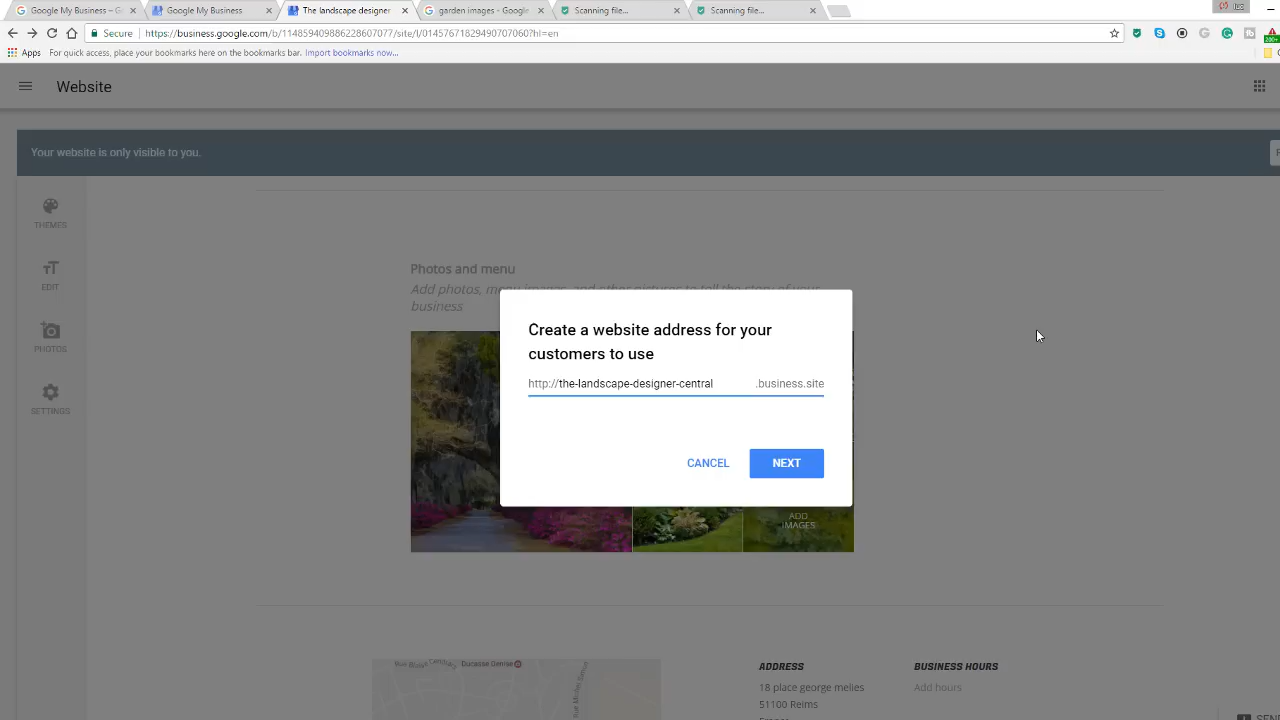 Google My Business – G
Google My Business
The landscape designer
garden images - Google
Scanning file...
Scanning file...
Secure
https://business.google.com/b/114859409886228607077/site/l/01457671829490707060?hl=en
Apps
For quick access, place your bookmarks here on the bookmarks bar. Import bookmarks now...
Website
Your website is only visible to you.
THEMES
EDIT
PHOTOS
SETTINGS
Photos and menu
Add photos, menu images, and other pictures to tell the story of your
business
Create a website address for your
customers to use
http://the-landscape-designer-central .business.site
CANCEL NEXT
ADD
IMAGES
Ducasse Denise
ADDRESS
18 place george melies
51100 Reims
France
BUSINESS HOURS
Add hours